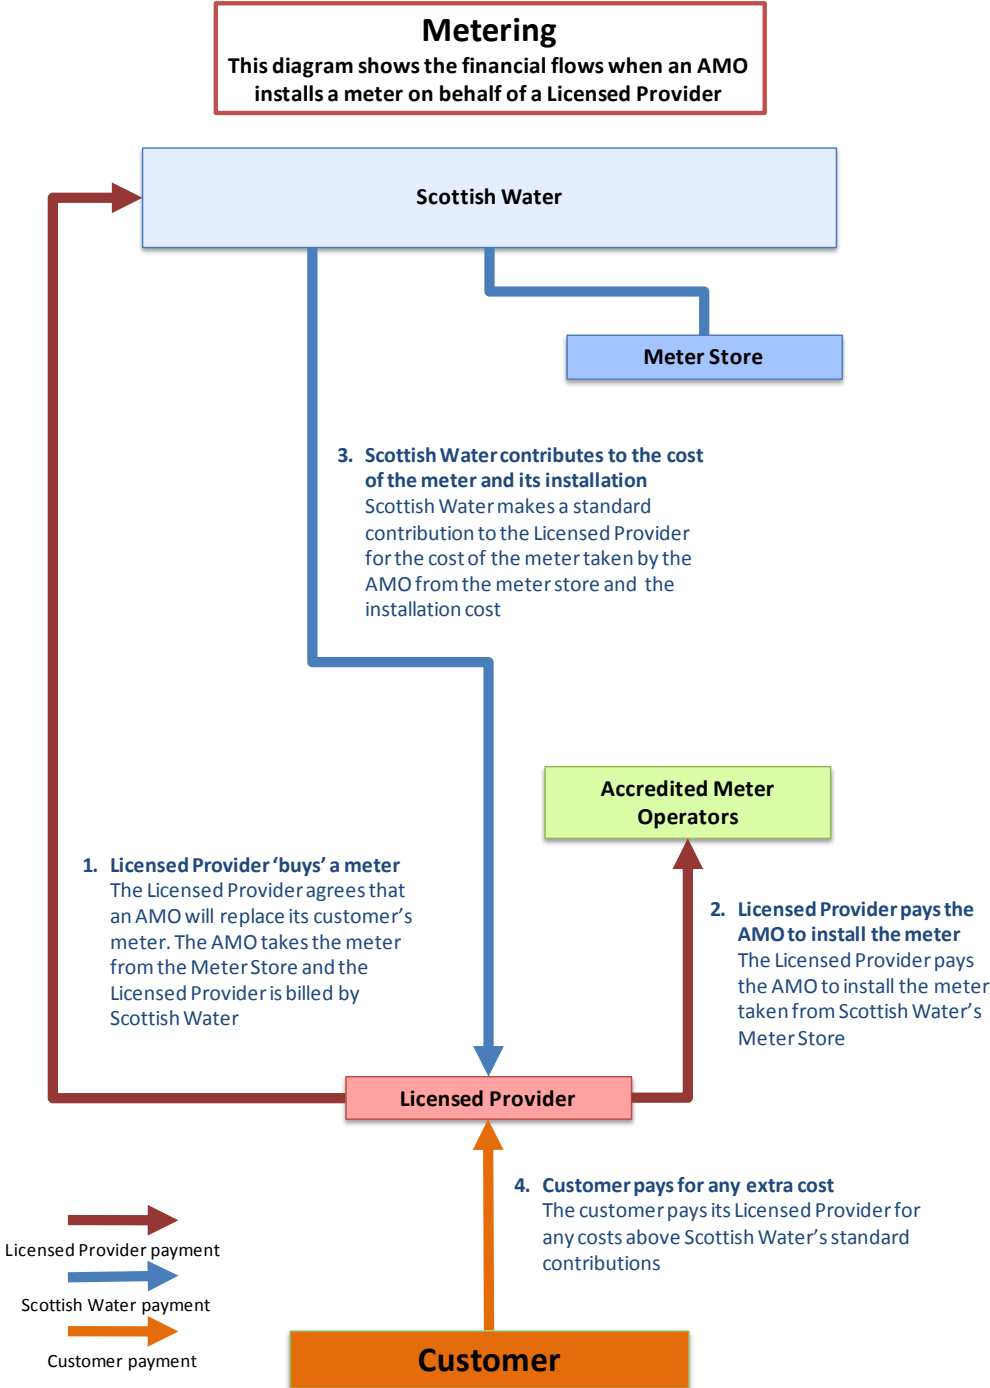 Metering
This diagram shows the financial flows when an AMO
installs a meter on behalf of a Licensed Provider
Scottish Water
Meter Store
3. Scottish Water contributes to the cost
of the meter and its installation
Scottish Water makes a standard
contribution to the Licensed Provider
for the cost of the meter taken by the
AMO from the meter store and the
installation cost
Accredited Meter
Operators
1. Licensed Provider ‘buys’ a meter
The Licensed Provider agrees that
an AMO will replace its customer’s
meter. The AMO takes the meter
from the Meter Store and the
Licensed Provider is billed by
Scottish Water
2. Licensed Provider pays the
AMO to install the meter
The Licensed Provider pays
the AMO to install the meter
taken from Scottish Water’s
Meter Store
Licensed Provider
4. Customer pays for any extra cost
The customer pays its Licensed Provider for
any costs above Scottish Water’s standard
contributions
Licensed Provider payment
Scottish Water payment
Customer payment
Customer